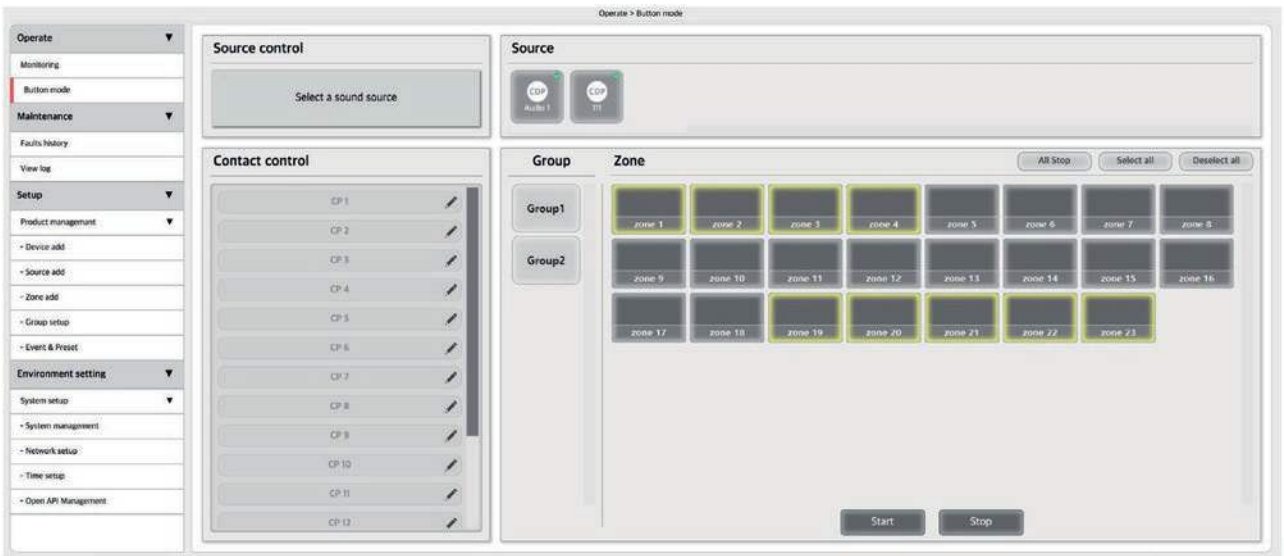 Operate > Button mode
Operate ▼
Monitoring
Button mode
Maintenance ▼
Faults history
View log
Setup ▼
Product management ▼
- Device add
- Source add
- Zone add
- Group setup
- Event & Preset
Environment setting ▼
System setup ▼
- System management
- Network setup
- Time setup
- Open API Management
Source control
Select a sound source
Source
CDP CDP
Audio 1 111
Contact control
CP 1
CP 2
CP 3
CP 4
CP 5
CP 6
CP 7
CP 8
CP 9
CP 10
CP 11
CP 12
Group
Group1
Group2
Zone
All Stop Select all Deselect all
zone 1 zone 2 zone 3 zone 4 zone 5 zone 6 zone 7 zone 8
zone 9 zone 10 zone 11 zone 12 zone 13 zone 14 zone 15 zone 16
zone 17 zone 18 zone 19 zone 20 zone 21 zone 22 zone 23
Start Stop